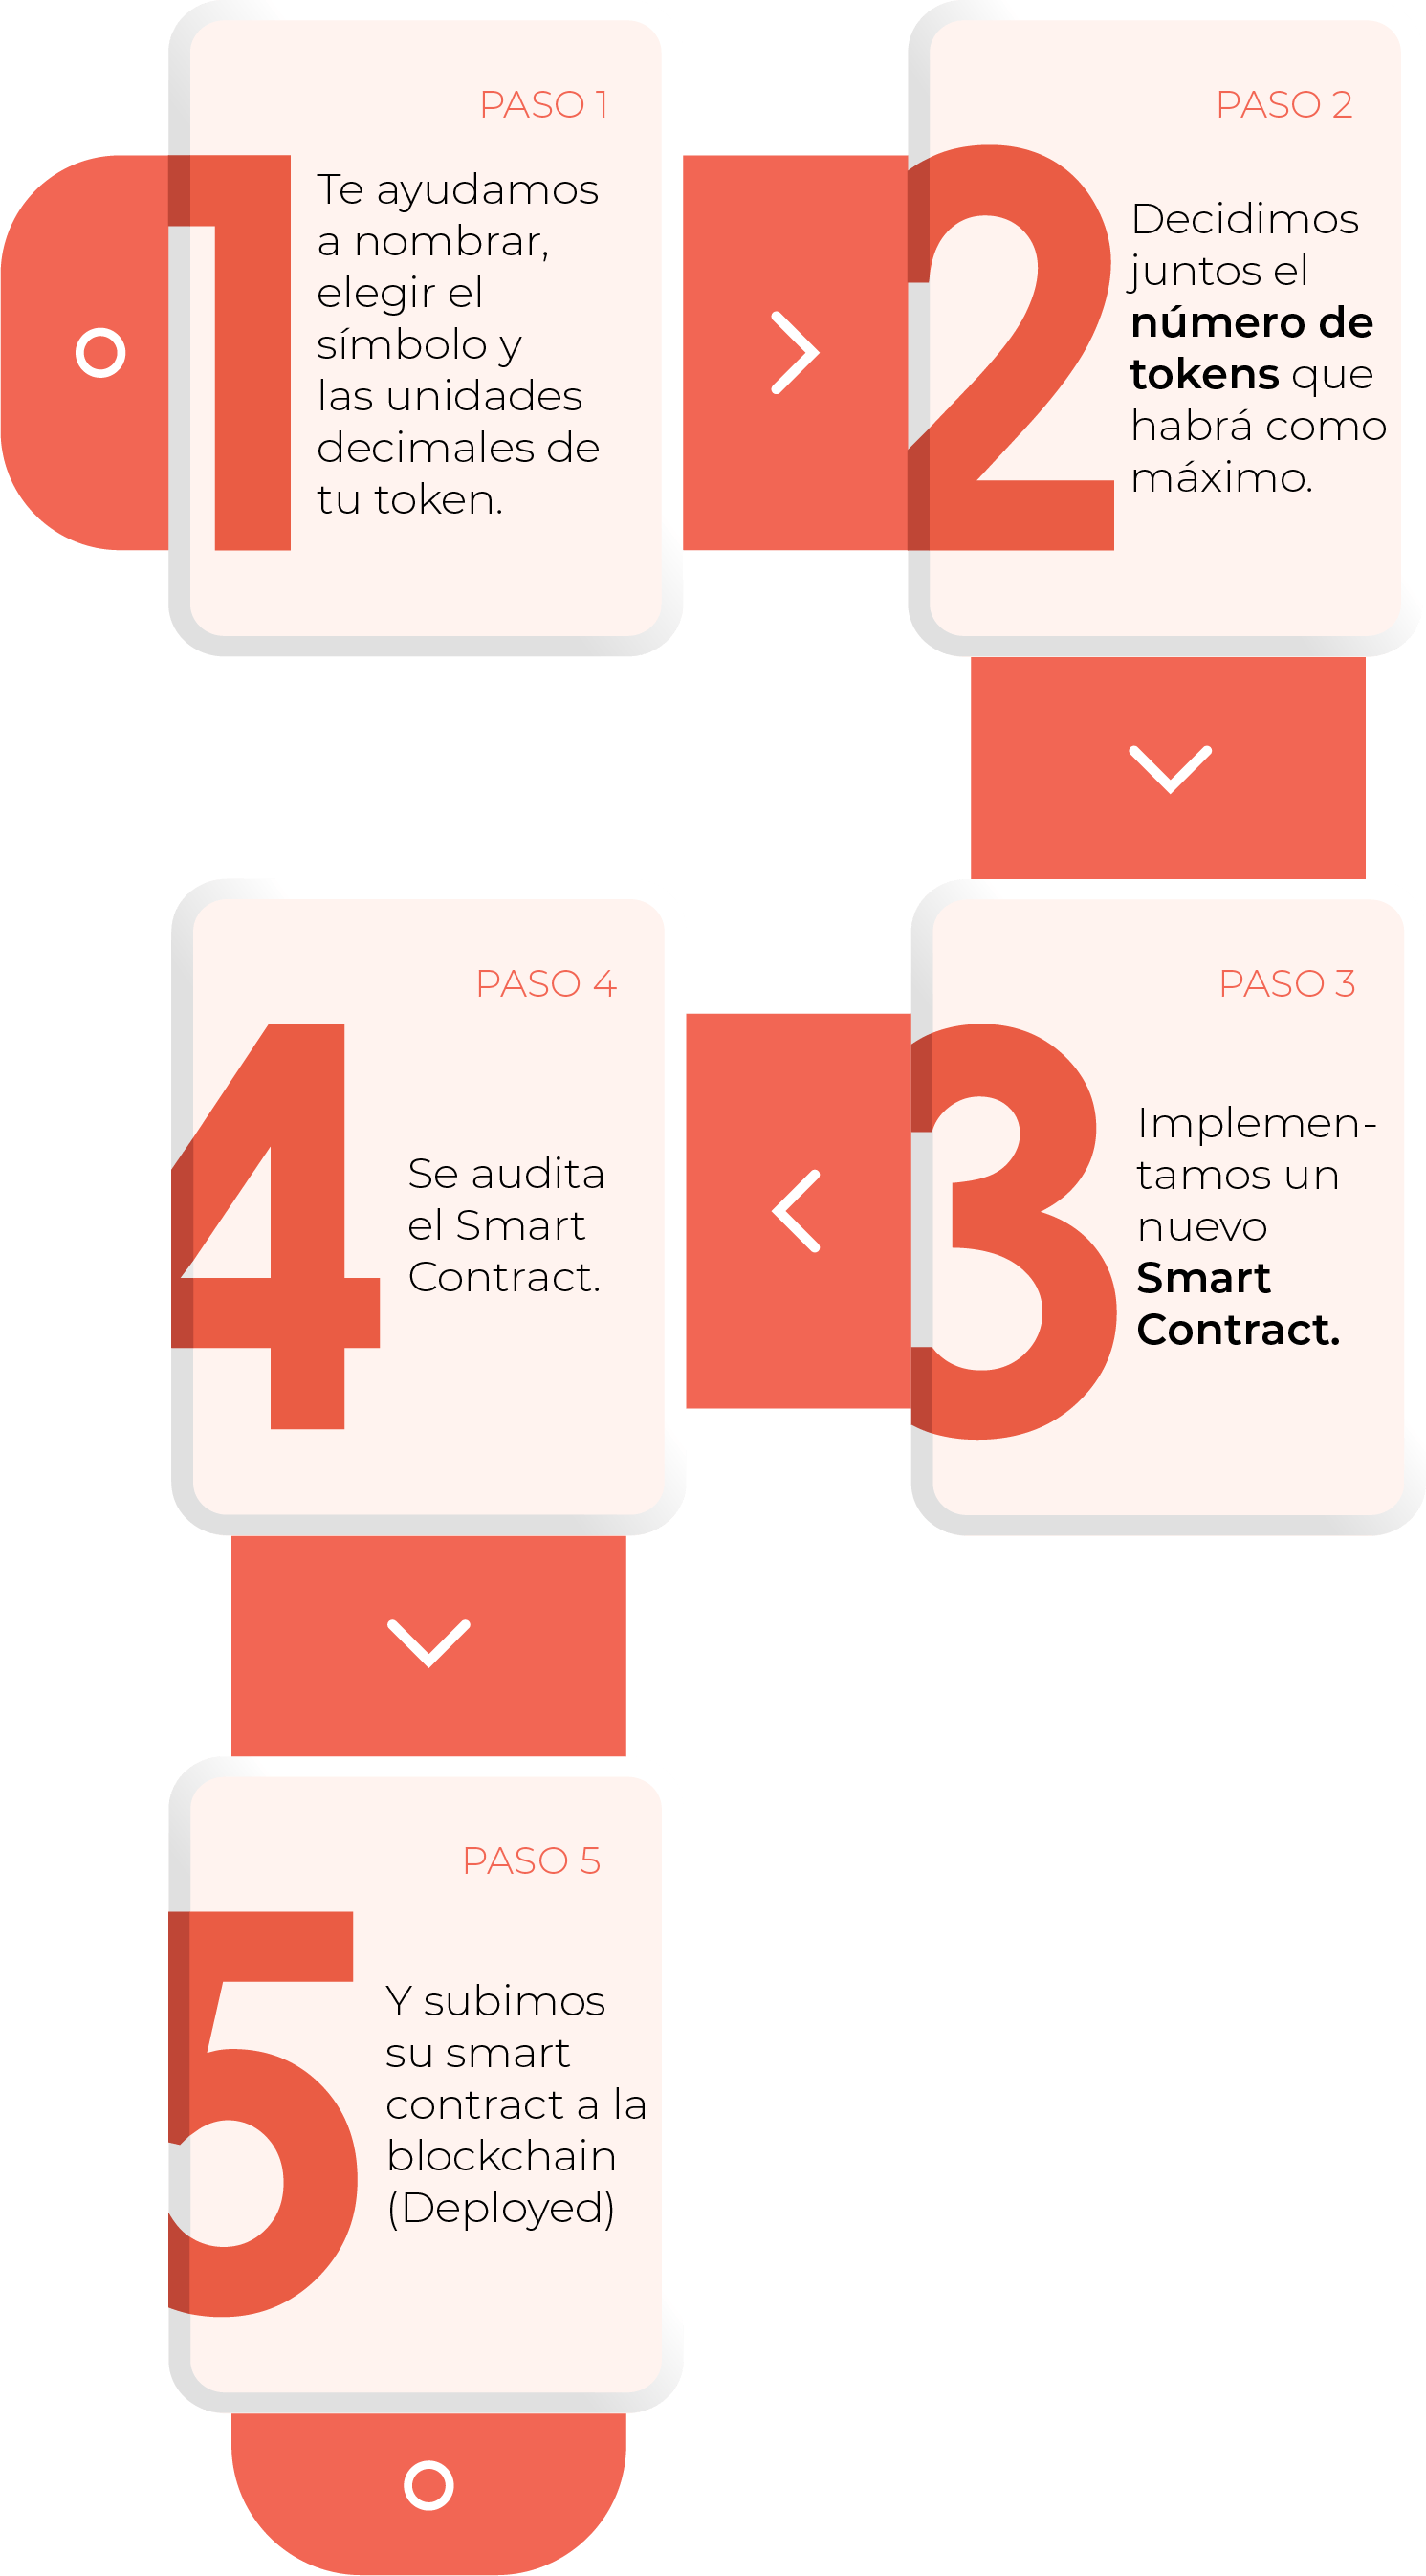 PASO 1
1
Te ayudamos
a nombrar,
elegir el
símbolo y
las unidades
decimales de
tu token.
PASO 2
2
Decidimos
juntos el
número de
tokens que
habrá como
máximo.
PASO 3
3
Implemen-
tamos un
nuevo
Smart
Contract.
PASO 4
4
Se audita
el Smart
Contract.
PASO 5
5
Y subimos
su smart
contract a la
blockchain
(Deployed)